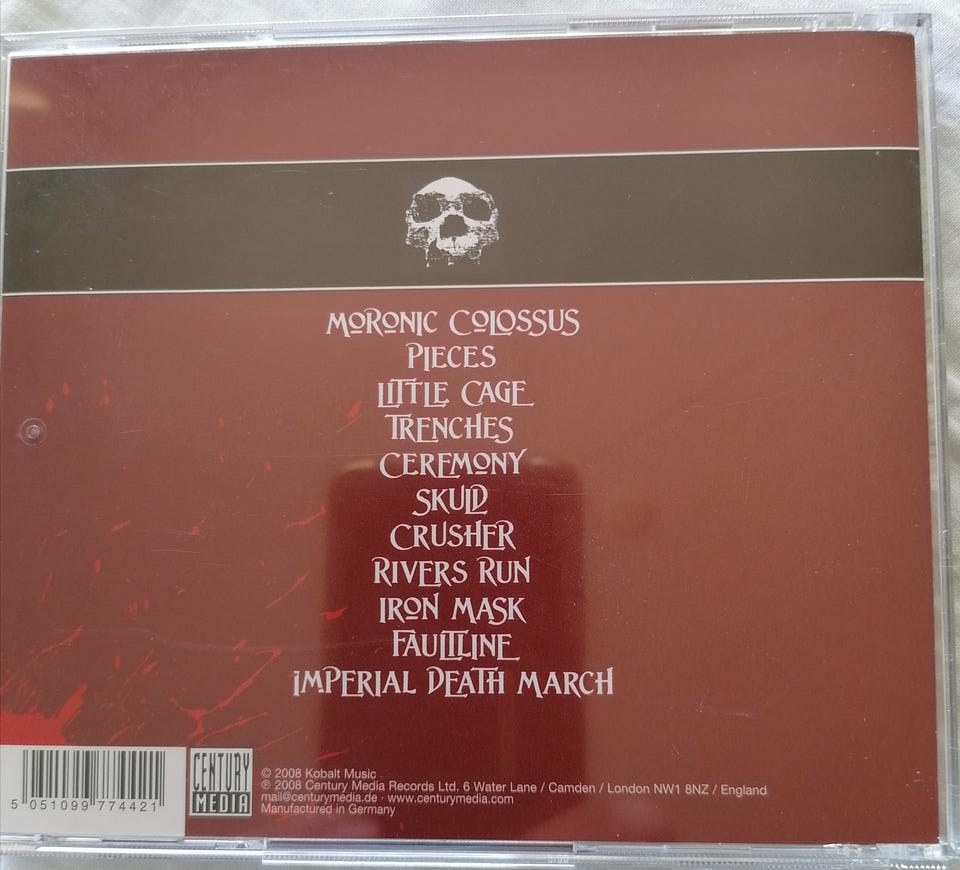 MORONIC COLOSSUS
PIECES
LITTLE CAGE
TRENCHES
CEREMONY
SKULD
CRUSHER
RIVERS RUN
IRON MASK
FAULTLINE
IMPERIAL DEATH MARCH
5 051099 774421
CENTURY
MEDIA
© 2008 Kobalt Music
℗ 2008 Century Media Records Ltd. 6 Water Lane / Camden / London NW1 8NZ / England
mail@centurymedia.de · www.centurymedia.com
Manufactured in Germany